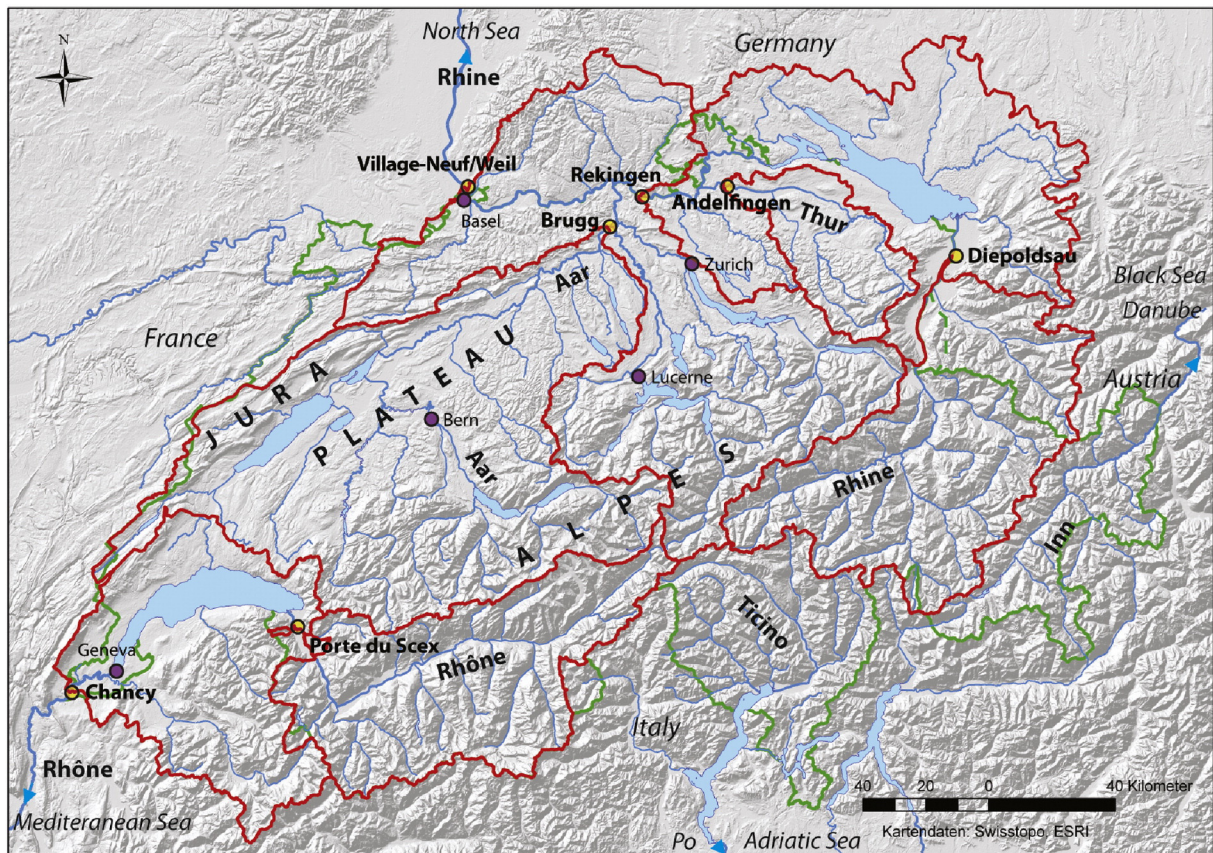 North Sea
Germany
N
Rhine
Village-Neuf/Weil
Rekingen
Andelfingen
Basel
Brugg
Thur
Zurich
Diepoldsau
Aar
Black Sea
Danube
France
Austria
JURA
PLATEAU
Lucerne
Bern
Aar
ALPES
Rhine
Inn
Ticino
Porte du Scex
Geneva
Rhône
Chancy
Italy
Rhône
40 20 0 40 Kilometer
Mediteranean Sea
Kartendaten: Swisstopo, ESRI
Po
Adriatic Sea